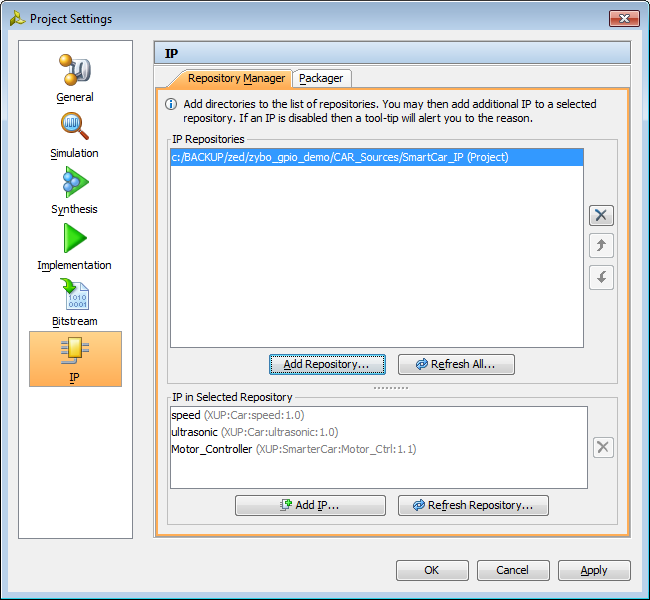 Project Settings
General
Simulation
Synthesis
Implementation
1010
0001
Bitstream
IP
IP
Repository Manager
Packager
Add directories to the list of repositories. You may then add additional IP to a selected
repository. If an IP is disabled then a tool-tip will alert you to the reason.
IP Repositories
c:/BACKUP/zed/zybo_gpio_demo/CAR_Sources/SmartCar_IP (Project)
Add Repository...
Refresh All...
IP in Selected Repository
speed (XUP:Car:speed:1.0)
ultrasonic (XUP:Car:ultrasonic:1.0)
Motor_Controller (XUP:SmarterCar:Motor_Ctrl:1.1)
Add IP...
Refresh Repository...
OK
Cancel
Apply